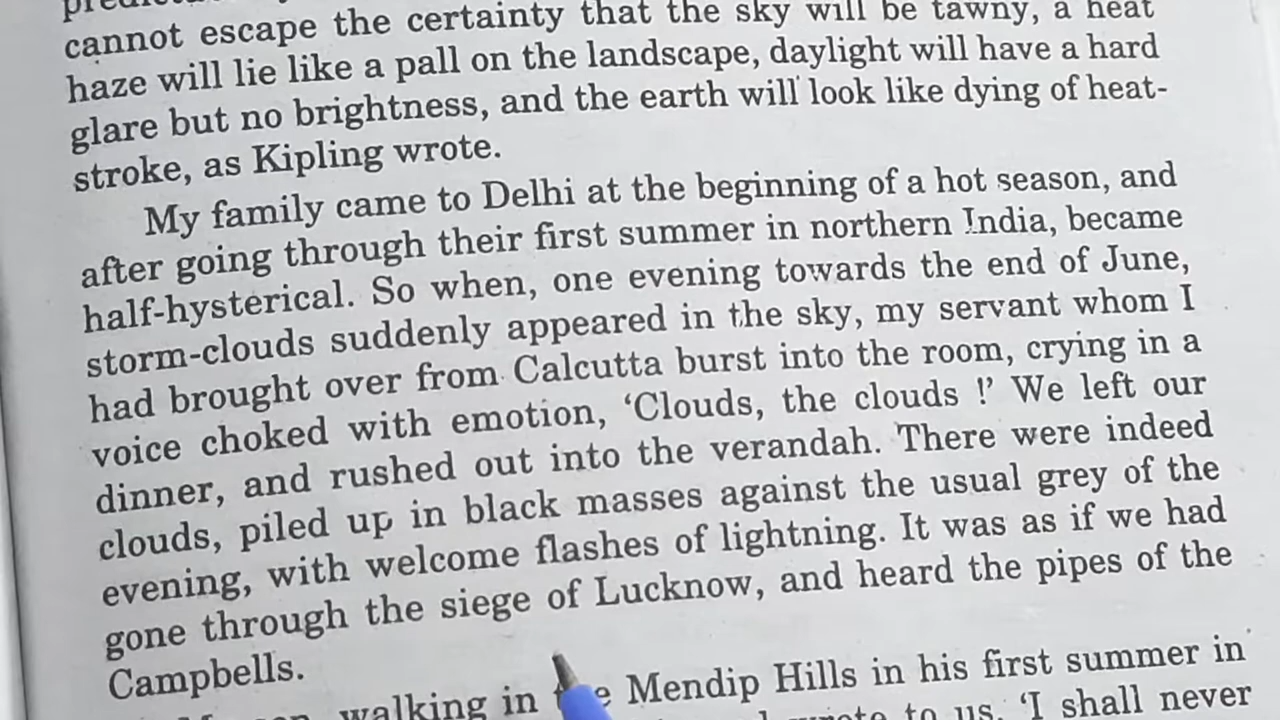 cannot escape the certainty that the sky will be tawny, a heat
haze will lie like a pall on the landscape, daylight will have a hard
glare but no brightness, and the earth will look like dying of heat-
stroke, as Kipling wrote.
My family came to Delhi at the beginning of a hot season, and
after going through their first summer in northern India, became
half-hysterical. So when, one evening towards the end of June,
storm-clouds suddenly appeared in the sky, my servant whom I
had brought over from Calcutta burst into the room, crying in a
voice choked with emotion, ‘Clouds, the clouds !’ We left our
dinner, and rushed out into the verandah. There were indeed
clouds, piled up in black masses against the usual grey of the
evening, with welcome flashes of lightning. It was as if we had
gone through the siege of Lucknow, and heard the pipes of the
Campbells.
walking in Mendip Hills in his first summer in
wrote to us, ‘I shall never